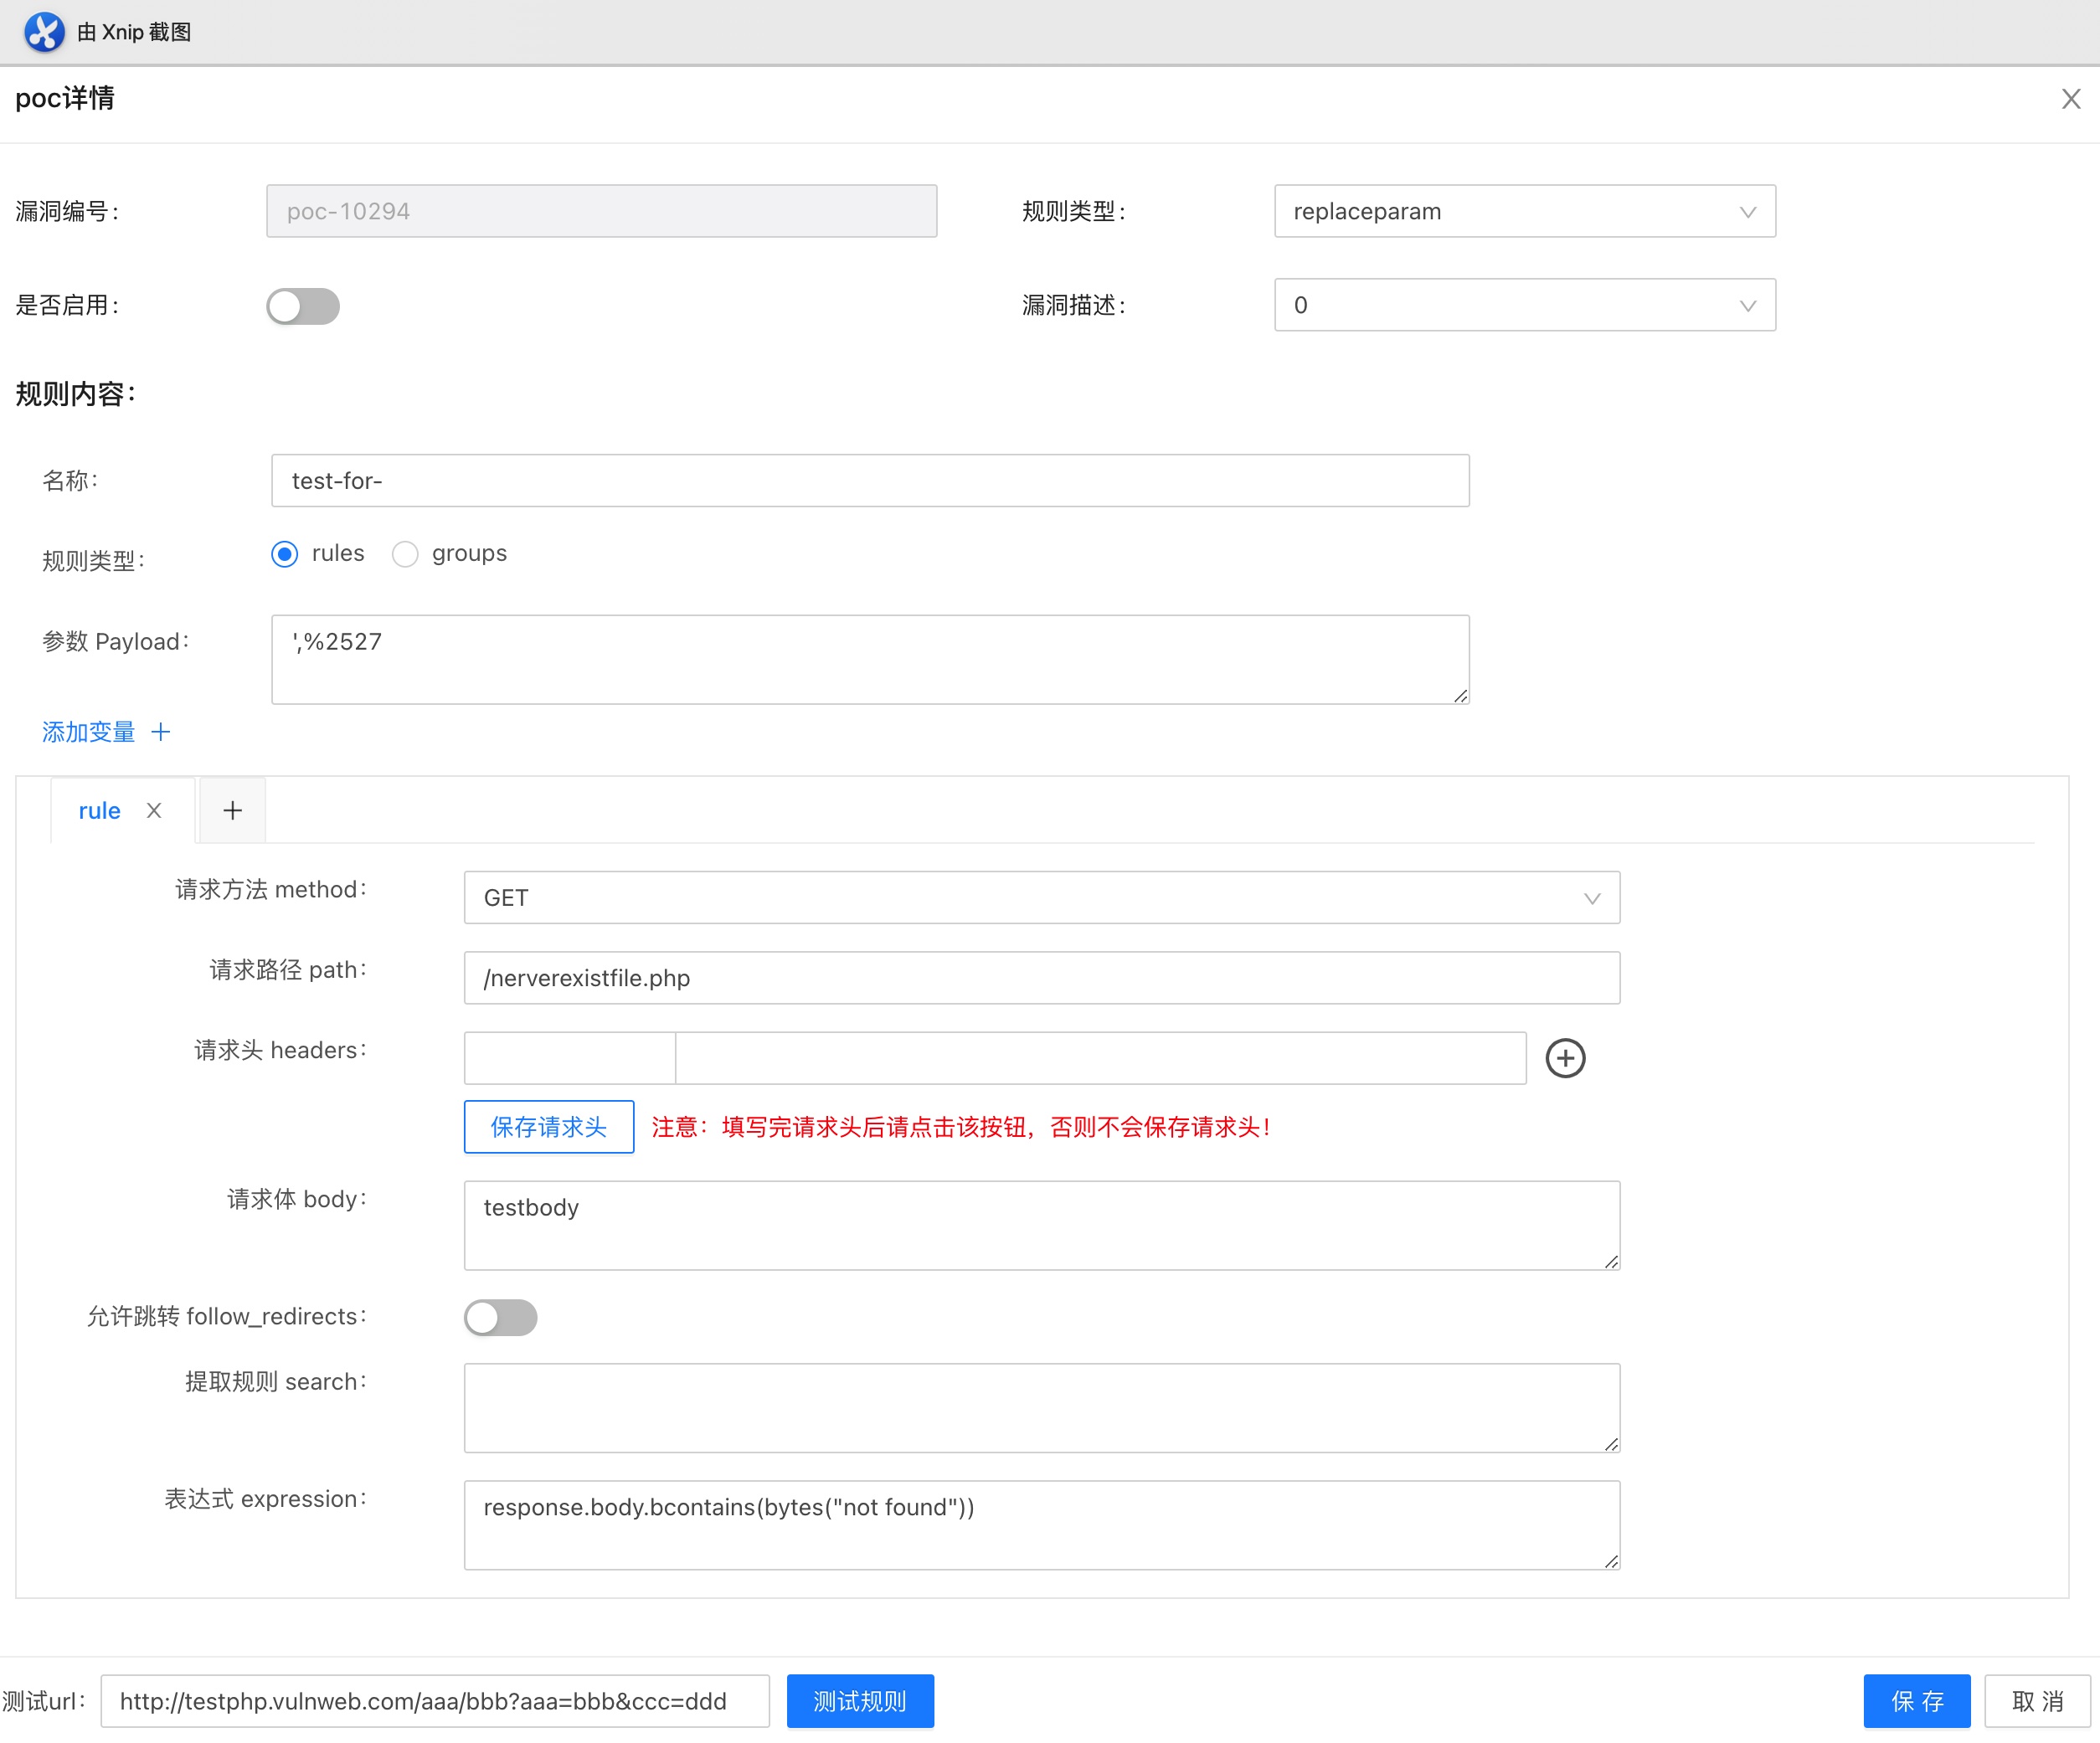 由 Xnip 截图
poc详情
漏洞编号： poc-10294 规则类型： replaceparam
是否启用： 漏洞描述： 0
规则内容：
名称： test-for-
规则类型： rules groups
参数 Payload： ',%2527
添加变量 +
rule X +
请求方法 method： GET
请求路径 path： /nerverexistfile.php
请求头 headers：
保存请求头 注意：填写完请求头后请点击该按钮，否则不会保存请求头！
请求体 body： testbody
允许跳转 follow_redirects：
提取规则 search：
表达式 expression： response.body.bcontains(bytes("not found"))
测试url： http://testphp.vulnweb.com/aaa/bbb?aaa=bbb&ccc=ddd 测试规则 保 存 取 消